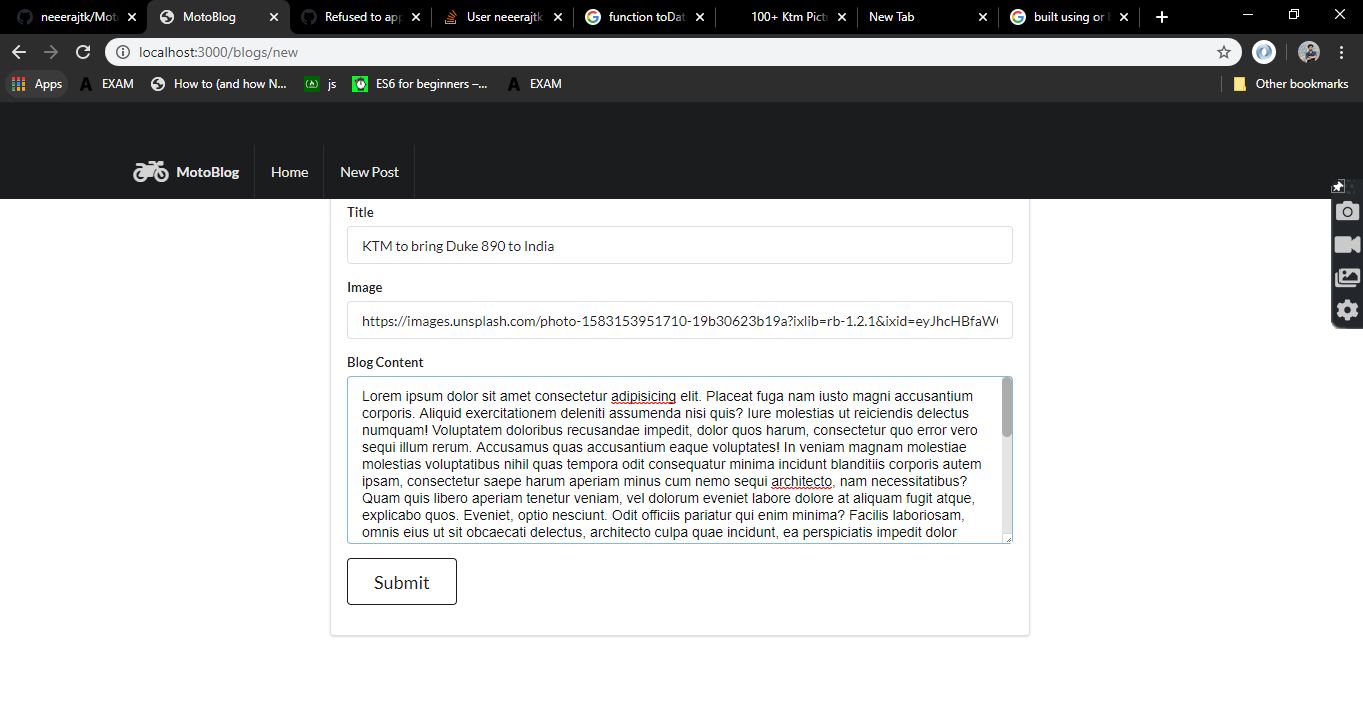 neeerajtk/Mot
MotoBlog
Refused to app
User neeerajtk
function toDat
100+ Ktm Pict
New Tab
built using or
localhost:3000/blogs/new
Apps
EXAM
How to (and how N...
js
ES6 for beginners –...
EXAM
Other bookmarks
MotoBlog
Home
New Post
Title
KTM to bring Duke 890 to India
Image
https://images.unsplash.com/photo-1583153951710-19b30623b19a?ixlib=rb-1.2.1&ixid=eyJhcHBfaW
Blog Content
Lorem ipsum dolor sit amet consectetur adipisicing elit. Placeat fuga nam iusto magni accusantium
corporis. Aliquid exercitationem deleniti assumenda nisi quis? Iure molestias ut reiciendis delectus
numquam! Voluptatem doloribus recusandae impedit, dolor quos harum, consectetur quo error vero
sequi illum rerum. Accusamus quas accusantium eaque voluptates! In veniam magnam molestiae
molestias voluptatibus nihil quas tempora odit consequatur minima incidunt blanditiis corporis autem
ipsam, consectetur saepe harum aperiam minus cum nemo sequi architecto, nam necessitatibus?
Quam quis libero aperiam tenetur veniam, vel dolorum eveniet labore dolore at aliquam fugit atque,
explicabo quos. Eveniet, optio nesciunt. Odit officiis pariatur qui enim minima? Facilis laboriosam,
omnis eius ut sit obcaecati delectus, architecto culpa quae incidunt, ea perspiciatis impedit dolor
Submit